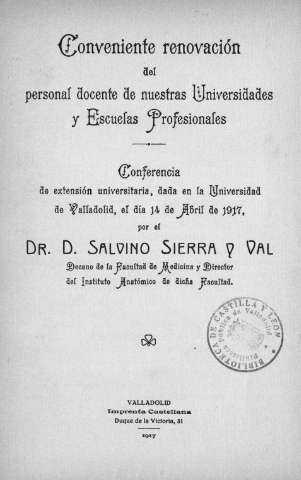 Conveniente renovación
del
personal docente de nuestras Universidades
y Escuelas Profesionales
Conferencia
de extensión universitaria, dada en la Universidad
de Valladolid, el día 14 de Abril de 1917,
por el
DR. D. SALVINO SIERRA Y VAL
Decano de la Facultad de Medicina y Director
del Instituto Anatómico de dicha Facultad.
BIBLIOTECA DE CASTILLA Y LEON
Pública de Valladolid
VALLADOLID
Imprenta Castellana
Duque de la Victoria, 31
1917